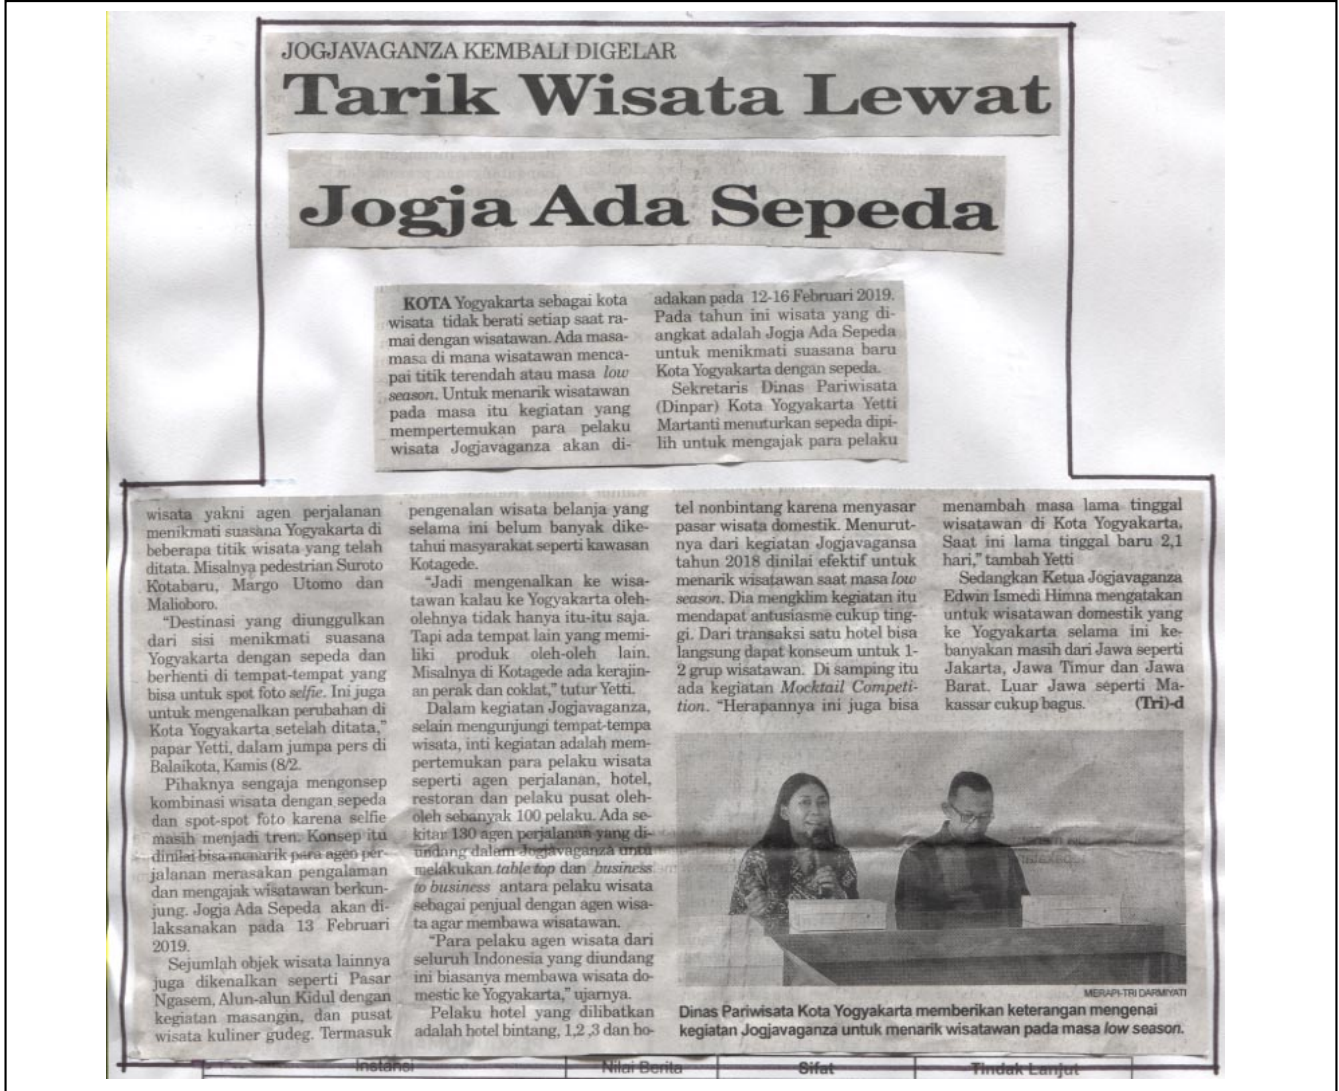 JOGJAVAGANZA KEMBALI DIGELAR
Tarik Wisata Lewat
Jogja Ada Sepeda
KOTA Yogyakarta sebagai kota
wisata tidak berati setiap saat ra-
mai dengan wisatawan. Ada masa-
masa di mana wisatawan menca-
pai titik terendah atau masa low
season. Untuk menarik wisatawan
pada masa itu kegiatan yang
mempertemukan para pelaku
wisata Jogjavaganza akan di-
adakan pada 12-16 Februari 2019.
Pada tahun ini wisata yang di-
angkat adalah Jogja Ada Sepeda
untuk menikmati suasana baru
Kota Yogyakarta dengan sepeda.
Sekretaris Dinas Pariwisata
(Dinpar) Kota Yogyakarta Yetti
Martanti menuturkan sepeda dipi-
lih untuk mengajak para pelaku
wisata yakni agen perjalanan
menikmati suasana Yogyakarta di
beberapa titik wisata yang telah
ditata. Misalnya pedestrian Suroto
Kotabaru, Margo Utomo dan
Malioboro.
"Destinasi yang diunggulkan
dari sisi menikmati suasana
Yogyakarta dengan sepeda dan
berhenti di tempat-tempat yang
bisa untuk spot foto selfie. Ini juga
untuk mengenalkan perubahan di
Kota Yogyakarta setelah ditata,"
papar Yetti, dalam jumpa pers di
Balaikota, Kamis (8/2.
Pihaknya sengaja mengonsep
kombinasi wisata dengan sepeda
dan spot-spot foto karena selfie
masih menjadi tren. Konsep itu
dinilai bisa menarik para agen per-
jalanan merasakan pengalaman
dan mengajak wisatawan berkun-
jung. Jogja Ada Sepeda akan di-
laksanakan pada 13 Februari
2019.
Sejumlah objek wisata lainnya
juga dikenalkan seperti Pasar
Ngasem, Alun-alun Kidul dengan
kegiatan masangin, dan pusat
wisata kuliner gudeg. Termasuk
pengenalan wisata belanja yang
selama ini belum banyak dike-
tahui masyarakat seperti kawasan
Kotagede.
"Jadi mengenalkan ke wisa-
tawan kalau ke Yogyakarta oleh-
olehnya tidak hanya itu-itu saja.
Tapi ada tempat lain yang memi-
liki produk oleh-oleh lain.
Misalnya di Kotagede ada kerajin-
an perak dan coklat," tutur Yetti.
Dalam kegiatan Jogjavaganza,
selain mengunjungi tempat-tempa
wisata, inti kegiatan adalah mem-
pertemukan para pelaku wisata
seperti agen perjalanan, hotel,
restoran dan pelaku pusat oleh-
oleh sebanyak 100 pelaku. Ada se-
kitar 130 agen perjalanan yang di-
undang dalam Jogjavaganza untu
melakukan table top dan business
to business antara pelaku wisata
sebagai penjual dengan agen wisa-
ta agar membawa wisatawan.
"Para pelaku agen wisata dari
seluruh Indonesia yang diundang
ini biasanya membawa wisata do-
mestic ke Yogyakarta," ujarnya.
Pelaku hotel yang dilibatkan
adalah hotel bintang, 1,2 ,3 dan ho-
tel nonbintang karena menyasar
pasar wisata domestik. Menurut-
nya dari kegiatan Jogjavagansa
tahun 2018 dinilai efektif untuk
menarik wisatawan saat masa low
season. Dia mengklim kegiatan itu
mendapat antusiasme cukup ting-
gi. Dari transaksi satu hotel bisa
langsung dapat konseum untuk 1-
2 grup wisatawan. Di samping itu
ada kegiatan Mocktail Competi-
tion. "Herapannya ini juga bisa
menambah masa lama tinggal
wisatawan di Kota Yogyakarta.
Saat ini lama tinggal baru 2,1
hari," tambah Yetti
Sedangkan Ketua Jogjavaganza
Edwin Ismedi Himna mengatakan
untuk wisatawan domestik yang
ke Yogyakarta selama ini ke-
banyakan masih dari Jawa seperti
Jakarta, Jawa Timur dan Jawa
Barat. Luar Jawa seperti Ma-
kassar cukup bagus. (Tri)-d
MERAPI-TRI DARMIYATI
Dinas Pariwisata Kota Yogyakarta memberikan keterangan mengenai
kegiatan Jogjavaganza untuk menarik wisatawan pada masa low season.
Instansi Nilai Berita Sifat Tindak Lanjut